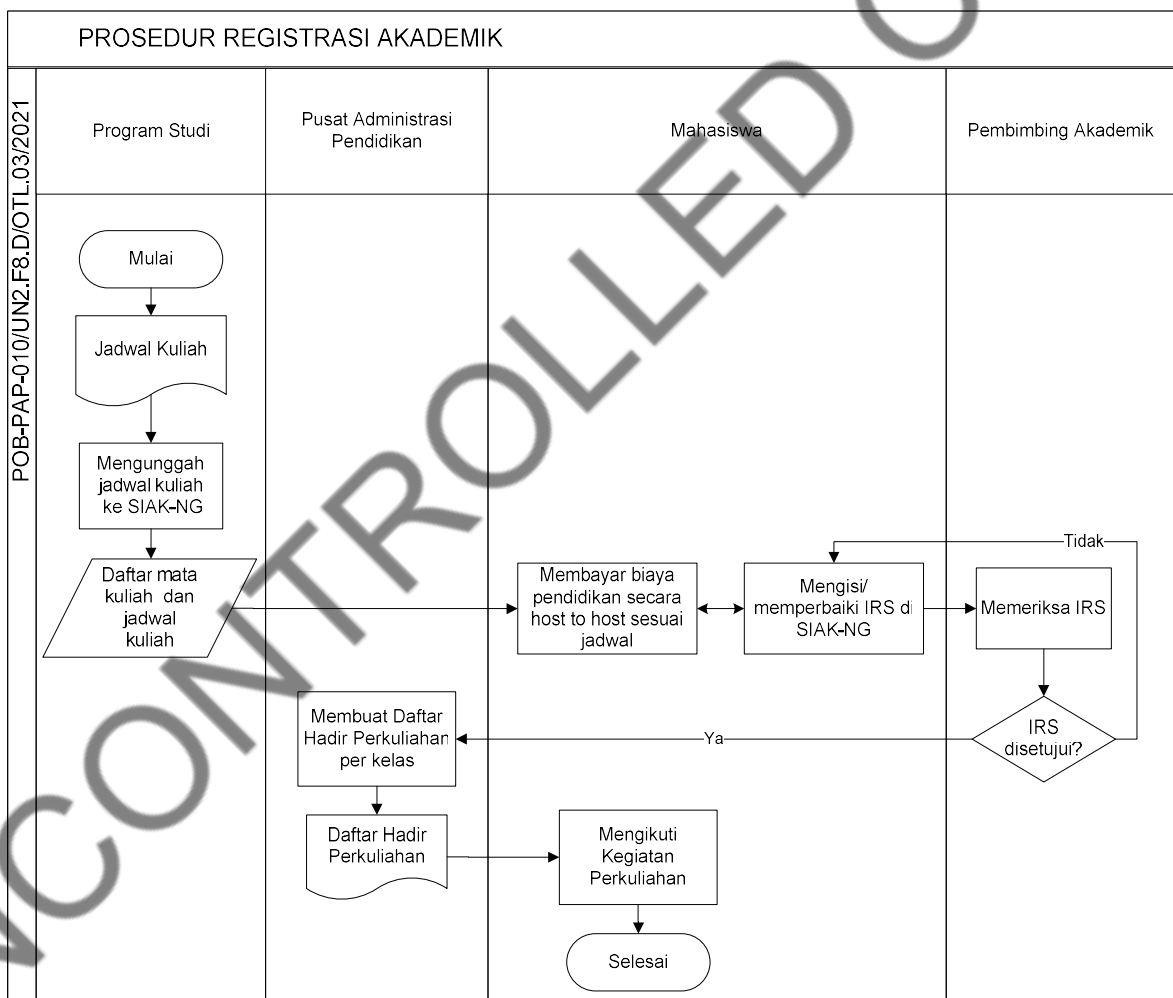 PROSEDUR REGISTRASI AKADEMIK
POB-PAP-010/UN2.F8.D/OTL.03/2021
Program Studi
Pusat Administrasi
Pendidikan
Mahasiswa
Pembimbing Akademik
Mulai
Jadwal Kuliah
Mengunggah
jadwal kuliah
ke SIAK-NG
Daftar mata
kuliah dan
jadwal
kuliah
Membayar biaya
pendidikan secara
host to host sesuai
jadwal
Mengisi/
memperbaiki IRS di
SIAK-NG
Tidak
Memeriksa IRS
IRS
disetujui?
Ya
Membuat Daftar
Hadir Perkuliahan
per kelas
Daftar Hadir
Perkuliahan
Mengikuti
Kegiatan
Perkuliahan
Selesai
NCONTROLLED